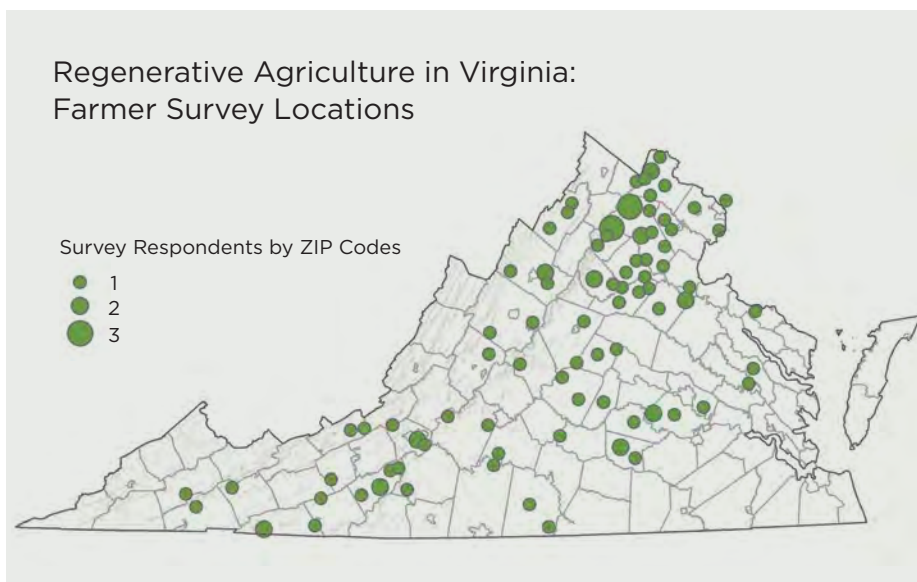 Regenerative Agriculture in Virginia:
Farmer Survey Locations
Survey Respondents by ZIP Codes
1
2
3